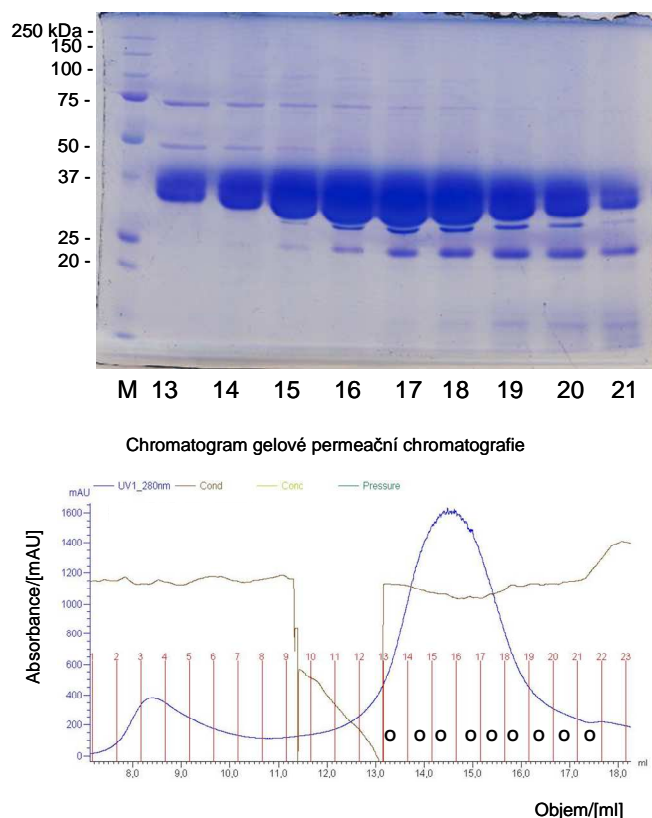 250 kDa -
150 -
100 -
75 -
50 -
37 -
25 -
20 -
M 13 14 15 16 17 18 19 20 21
Chromatogram gelové permeační chromatografie
mAU UV1_280nm Cond Conc Pressure
1600
1400
1200
1000
800
600
400
200
0
Absorbance/[mAU]
1 2 3 4 5 6 7 8 9 10 11 12 13 14 15 16 17 18 19 20 21 22 23
O O O O O O O O O
8,0 9,0 10,0 11,0 12,0 13,0 14,0 15,0 16,0 17,0 18,0 ml
Objem/[ml]